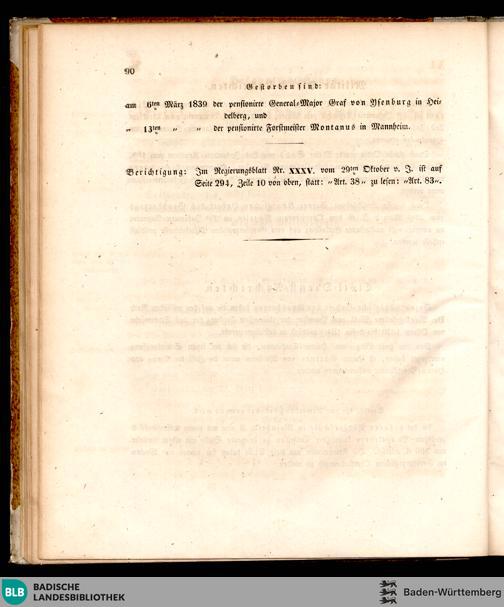 90
Gestorben sind:
am 6ten März 1839 der pensionirte General-Major Graf von Ysenburg in Hei-
delberg, und
„ 13ten „ „ der pensionirte Forstmeister Montanus in Mannheim.
Berichtigung: Im Regierungsblatt Nr. XXXV. vom 29ten Oktober v. J. ist auf
Seite 294, Zeile 10 von oben, statt: „Art. 38„ zu lesen: „Art. 83„.
BLB BADISCHE
LANDESBIBLIOTHEK
Baden-Württemberg